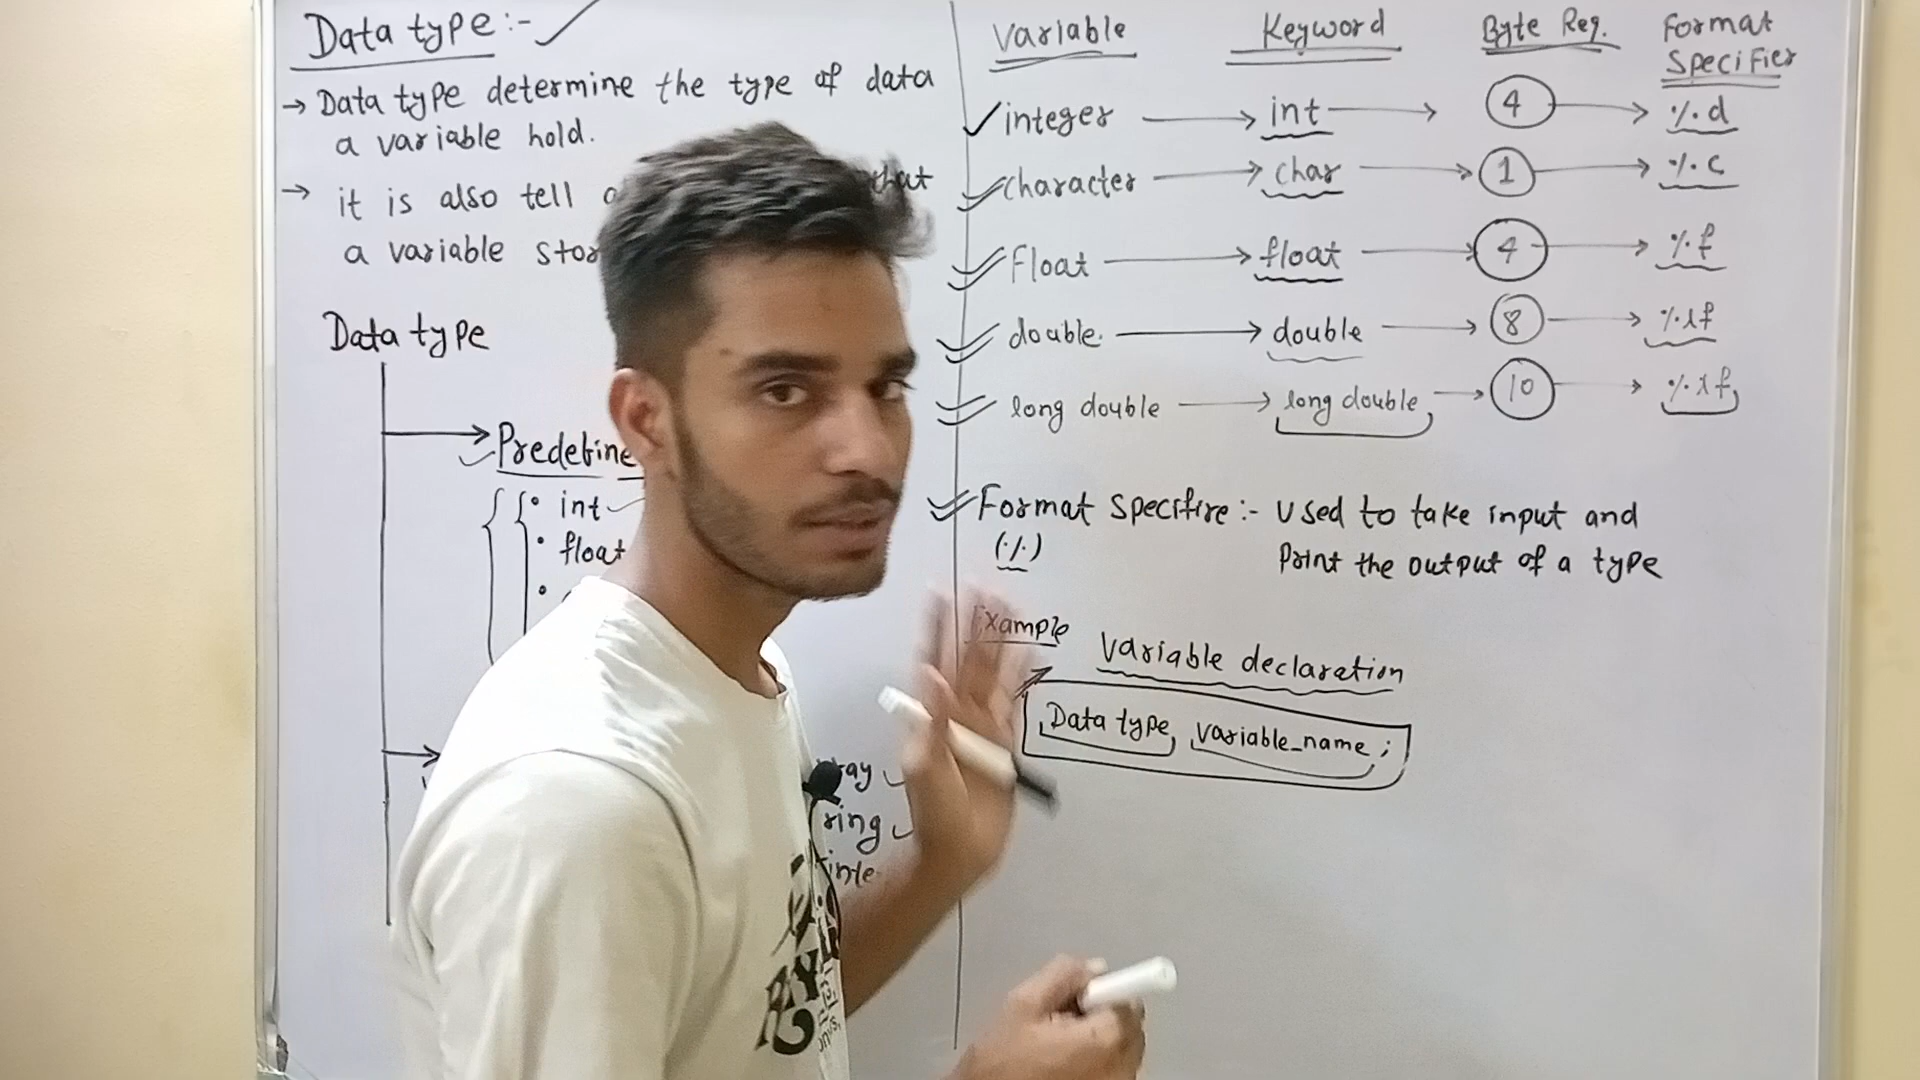 Data type :-
→ Data type determine the type of data
a variable hold.
→ it is also tell that
a variable
Data type
Predefine
• int
• float
•
Variable Keyword Byte Req. Format Specifier
integer → int → 4 → %d
character → char → 1 → %c
Float → float → 4 → %f
double → double → 8 → %lf
long double → long double → 10 → %lf
Format Specifire :- Used to take input and
(%) Print the output of a type
Example
Variable declaration
Data type variable_name ;